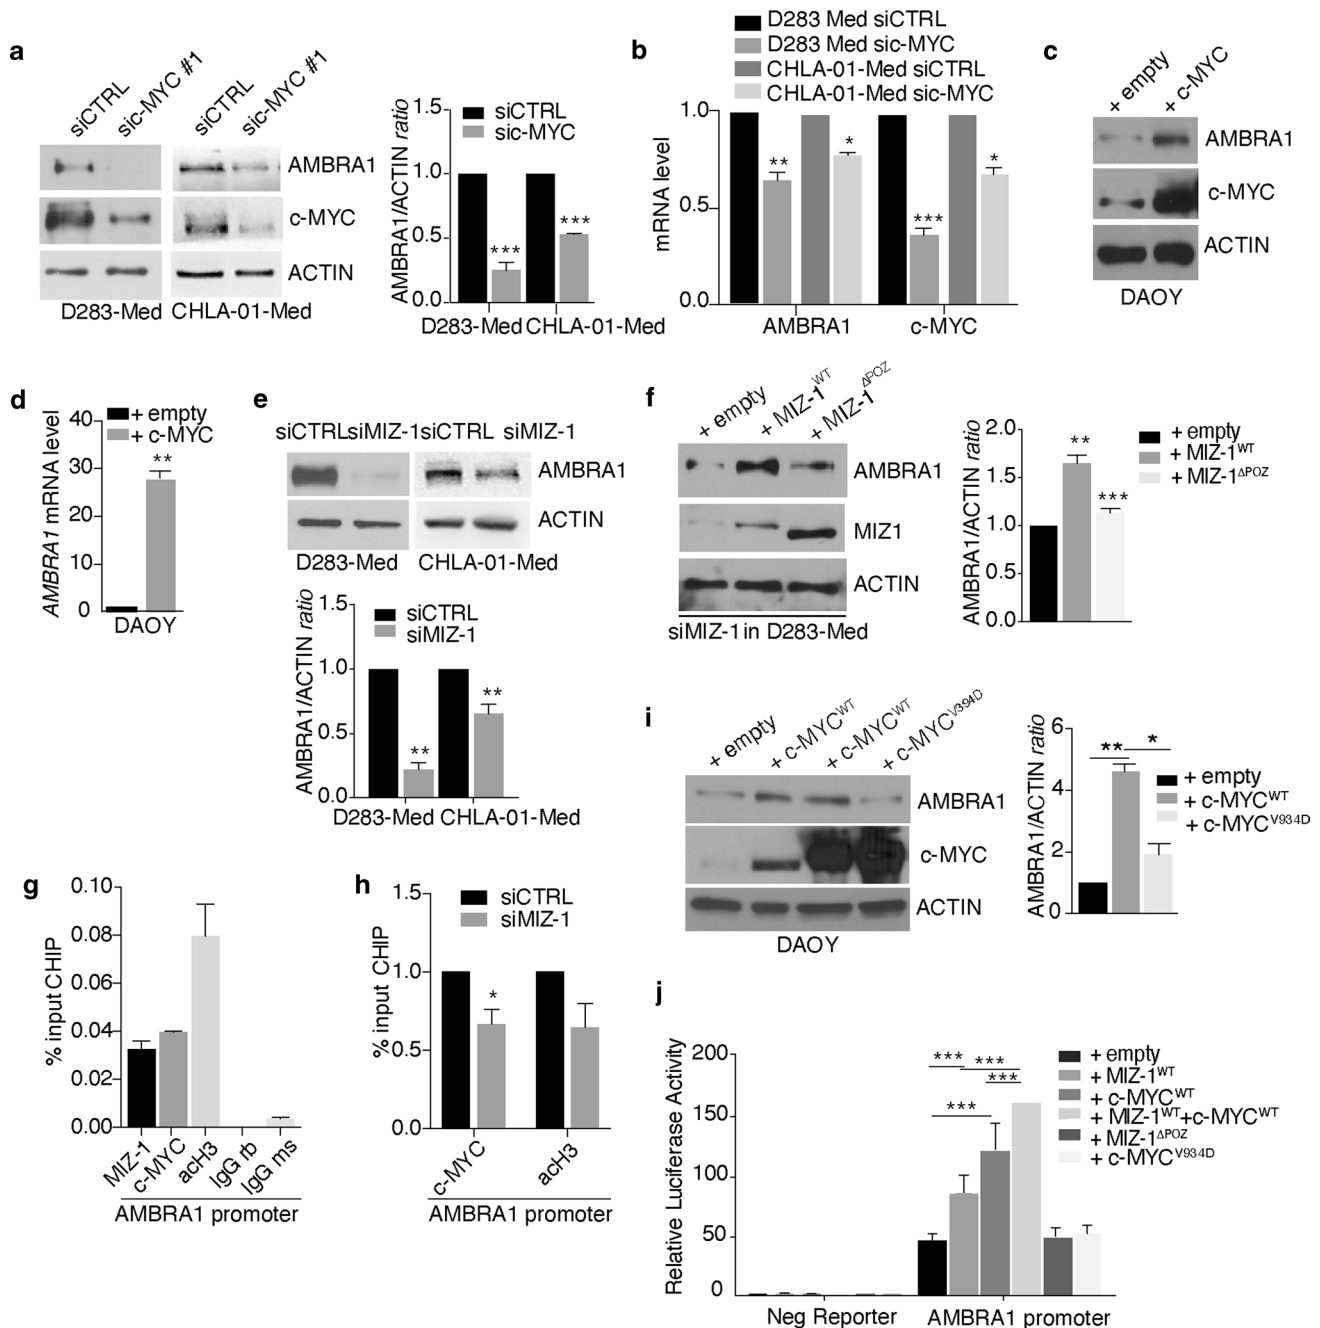 a
siCTRL
sic-MYC #1
siCTRL
sic-MYC #1
AMBRA1
c-MYC
ACTIN
D283-Med
CHLA-01-Med
AMBRA1/ACTIN ratio
1.5
1.0
0.5
0.0
siCTRL
sic-MYC
***
***
D283-Med
CHLA-01-Med
b
D283 Med siCTRL
D283 Med sic-MYC
CHLA-01-Med siCTRL
CHLA-01-Med sic-MYC
mRNA level
1.0
0.5
0.0
**
*
***
*
AMBRA1
c-MYC
c
+ empty
+ c-MYC
AMBRA1
c-MYC
ACTIN
DAOY
d
AMBRA1 mRNA level
40
30
20
10
0
+ empty
+ c-MYC
**
DAOY
e
siCTRL
siMIZ-1
siCTRL
siMIZ-1
AMBRA1
ACTIN
D283-Med
CHLA-01-Med
AMBRA1/ACTIN ratio
1.5
1.0
0.5
0.0
siCTRL
siMIZ-1
**
**
D283-Med
CHLA-01-Med
f
+ empty
+ MIZ-1WT
+ MIZ-1ΔPOZ
AMBRA1
MIZ1
ACTIN
siMIZ-1 in D283-Med
AMBRA1/ACTIN ratio
2.0
1.5
1.0
0.5
0.0
**
***
+ empty
+ MIZ-1WT
+ MIZ-1ΔPOZ
g
% input CHIP
0.10
0.08
0.06
0.04
0.02
0.00
MIZ-1
c-MYC
acH3
IgG rb
IgG ms
AMBRA1 promoter
h
% input CHIP
1.5
1.0
0.5
0.0
siCTRL
siMIZ-1
*
c-MYC
acH3
AMBRA1 promoter
i
+ empty
+ c-MYCWT
+ c-MYCWT
+ c-MYCV394D
AMBRA1
c-MYC
ACTIN
DAOY
AMBRA1/ACTIN ratio
6
4
2
0
**
*
+ empty
+ c-MYCWT
+ c-MYCV934D
j
Relative Luciferase Activity
200
150
100
50
0
***
***
***
***
Neg Reporter
AMBRA1 promoter
+ empty
+ MIZ-1WT
+ c-MYCWT
+ MIZ-1WT+c-MYCWT
+ MIZ-1ΔPOZ
+ c-MYCV934D